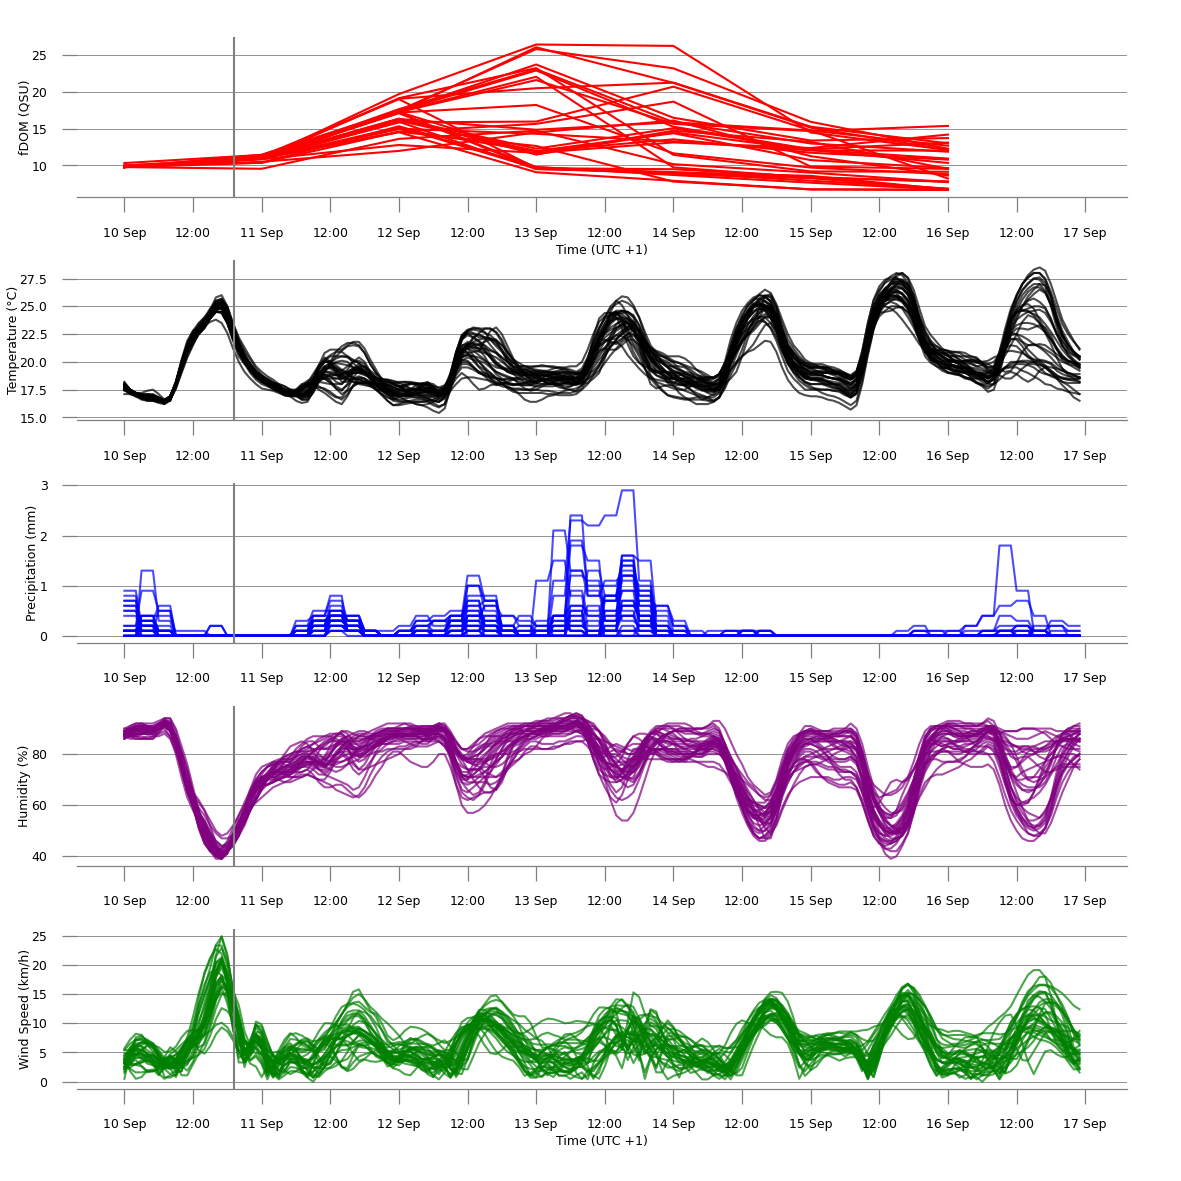 fDOM (QSU)
25
20
15
10
10 Sep 12:00 11 Sep 12:00 12 Sep 12:00 13 Sep 12:00 14 Sep 12:00 15 Sep 12:00 16 Sep 12:00 17 Sep
Time (UTC +1)
Temperature (°C)
27.5
25.0
22.5
20.0
17.5
15.0
10 Sep 12:00 11 Sep 12:00 12 Sep 12:00 13 Sep 12:00 14 Sep 12:00 15 Sep 12:00 16 Sep 12:00 17 Sep
Precipitation (mm)
3
2
1
0
10 Sep 12:00 11 Sep 12:00 12 Sep 12:00 13 Sep 12:00 14 Sep 12:00 15 Sep 12:00 16 Sep 12:00 17 Sep
Humidity (%)
80
60
40
10 Sep 12:00 11 Sep 12:00 12 Sep 12:00 13 Sep 12:00 14 Sep 12:00 15 Sep 12:00 16 Sep 12:00 17 Sep
Wind Speed (km/h)
25
20
15
10
5
0
10 Sep 12:00 11 Sep 12:00 12 Sep 12:00 13 Sep 12:00 14 Sep 12:00 15 Sep 12:00 16 Sep 12:00 17 Sep
Time (UTC +1)